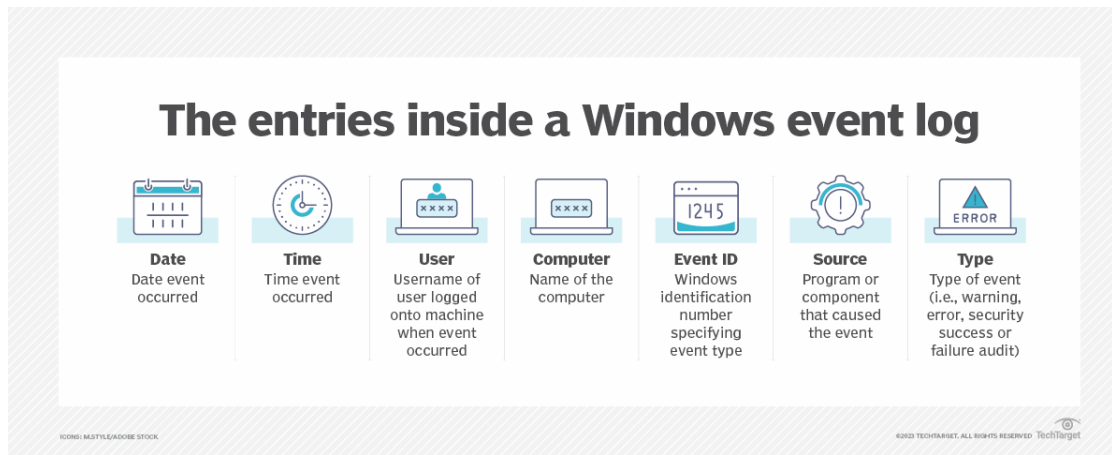 The entries inside a Windows event log
××××
××××
1245
!
!
ERROR
Date
Date event
occurred
Time
Time event
occurred
User
Username of
user logged
onto machine
when event
occurred
Computer
Name of the
computer
Event ID
Windows
identification
number
specifying
event type
Source
Program or
component
that caused
the event
Type
Type of event
(i.e., warning,
error, security
success or
failure audit)
ICONS: M.STYLE/ADOBE STOCK
©2023 TECHTARGET. ALL RIGHTS RESERVED TechTarget